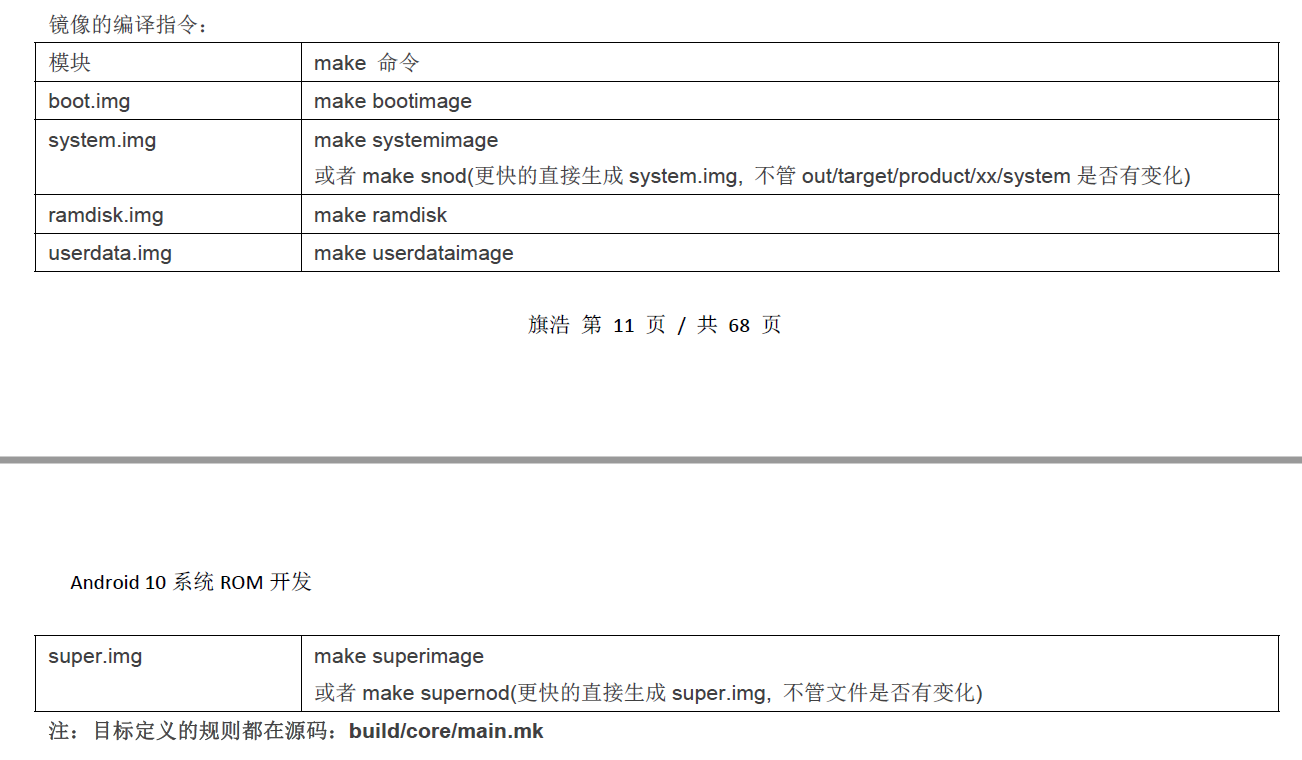 镜像的编译指令：
模块 make 命令
boot.img make bootimage
system.img make systemimage
或者 make snod(更快的直接生成 system.img, 不管 out/target/product/xx/system 是否有变化)
ramdisk.img make ramdisk
userdata.img make userdataimage
旗浩 第 11 页 / 共 68 页
Android 10 系统 ROM 开发
super.img make superimage
或者 make supernod(更快的直接生成 super.img, 不管文件是否有变化)
注：目标定义的规则都在源码：build/core/main.mk